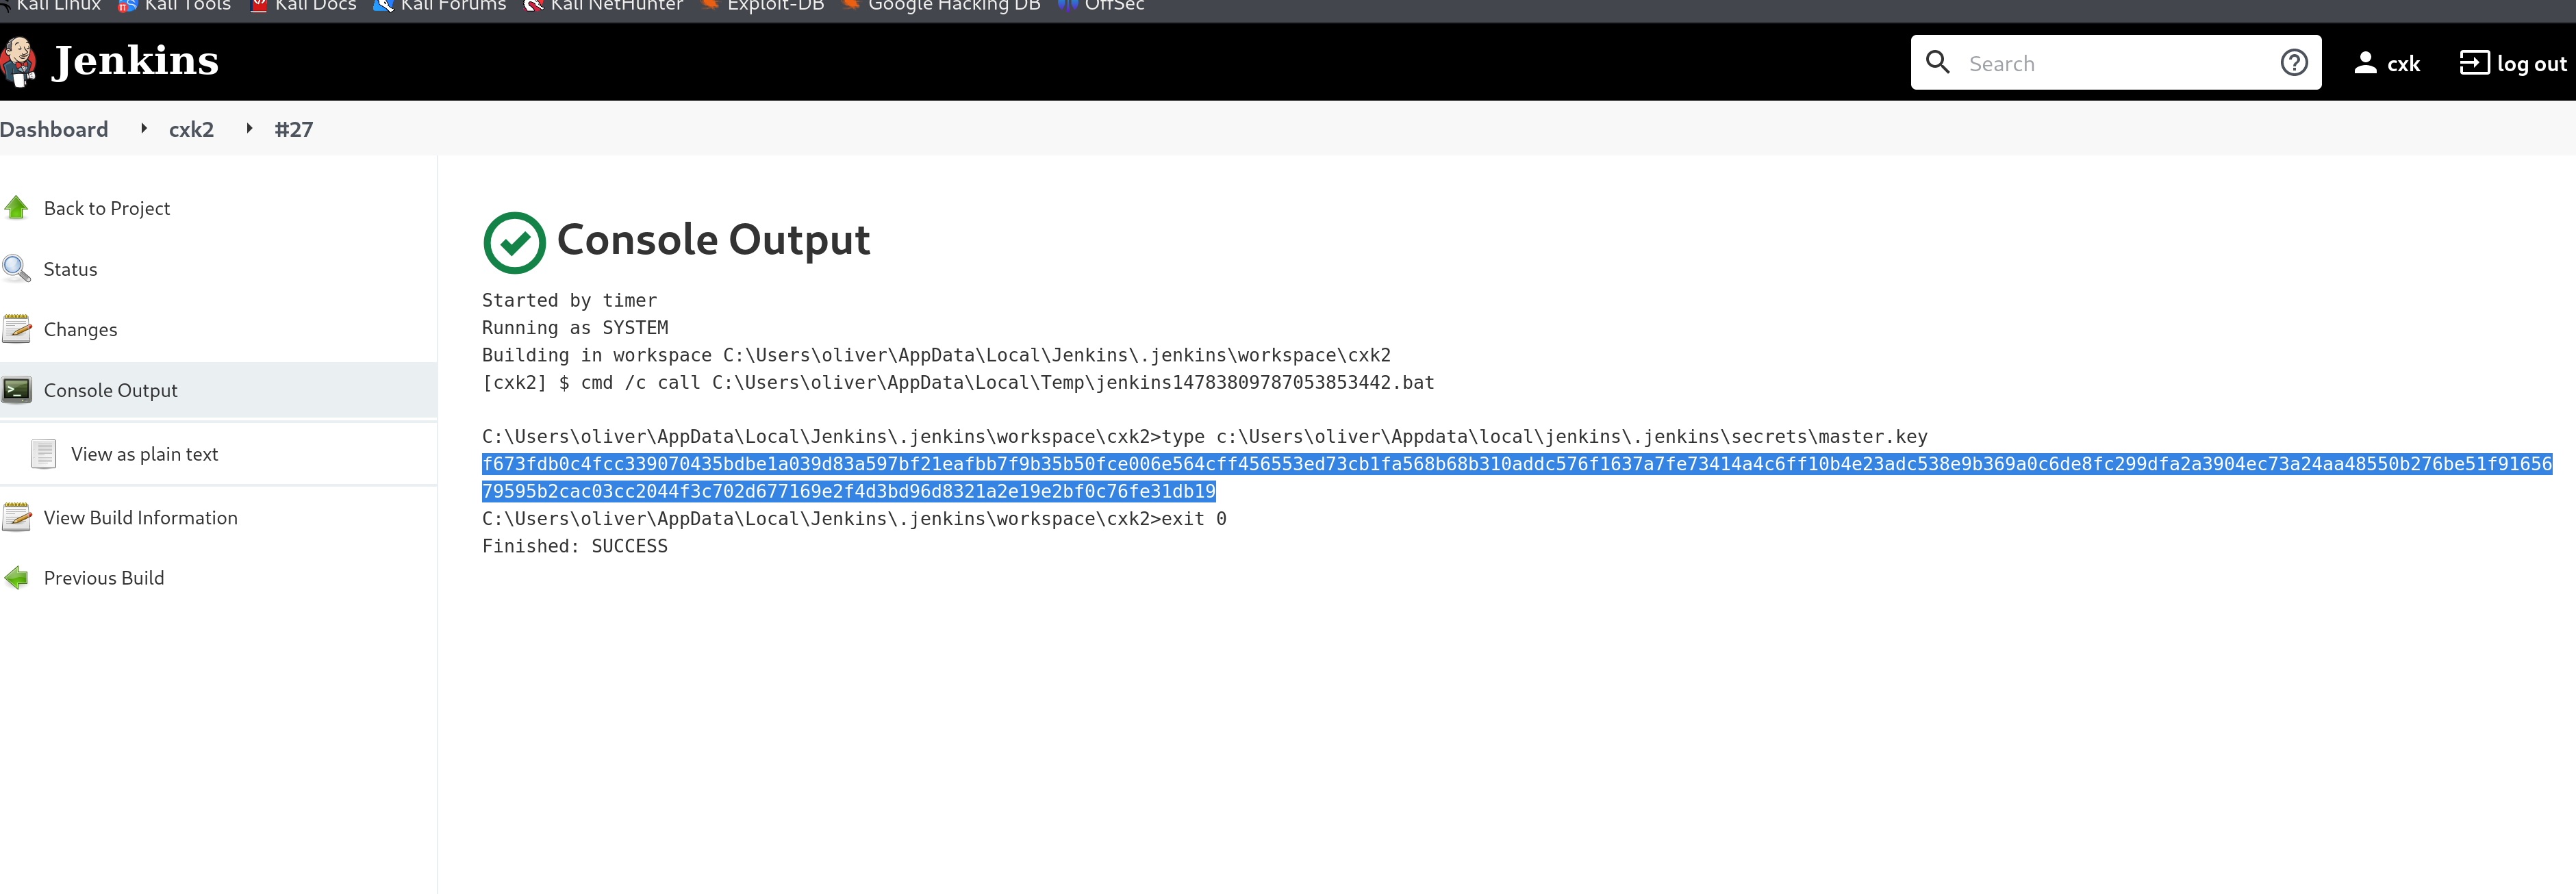 Kali Linux Kali Tools Kali Docs Kali Forums Kali NetHunter Exploit-DB Google Hacking DB OffSec
Jenkins Search cxk log out
Dashboard cxk2 #27
Back to Project
Status
Changes
Console Output
View as plain text
View Build Information
Previous Build
Console Output
Started by timer
Running as SYSTEM
Building in workspace C:\Users\oliver\AppData\Local\Jenkins\.jenkins\workspace\cxk2
[cxk2] $ cmd /c call C:\Users\oliver\AppData\Local\Temp\jenkins14783809787053853442.bat
C:\Users\oliver\AppData\Local\Jenkins\.jenkins\workspace\cxk2>type c:\Users\oliver\Appdata\local\jenkins\.jenkins\secrets\master.key
f673fdb0c4fcc339070435bdbe1a039d83a597bf21eafbb7f9b35b50fce006e564cff456553ed73cb1fa568b68b310addc576f1637a7fe73414a4c6ff10b4e23adc538e9b369a0c6de8fc299dfa2a3904ec73a24aa48550b276be51f91656
79595b2cac03cc2044f3c702d677169e2f4d3bd96d8321a2e19e2bf0c76fe31db19
C:\Users\oliver\AppData\Local\Jenkins\.jenkins\workspace\cxk2>exit 0
Finished: SUCCESS